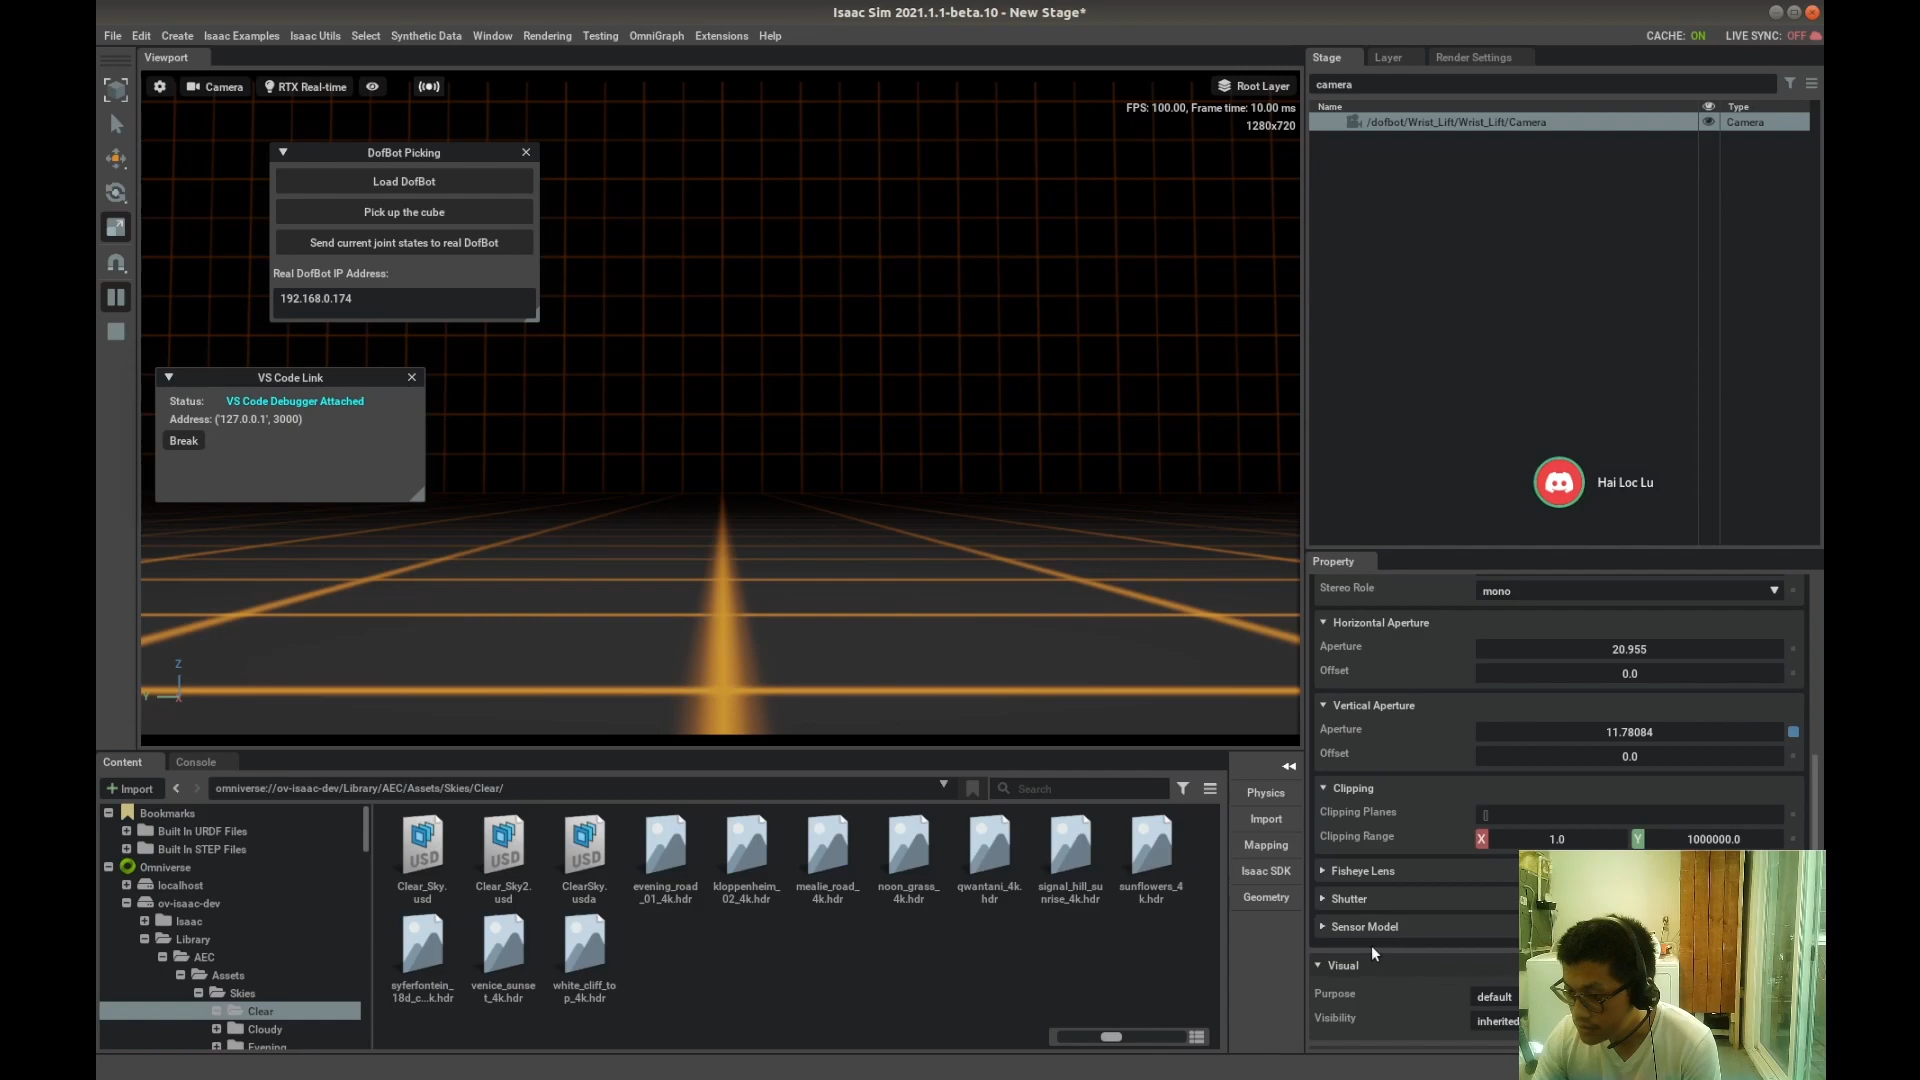 Isaac Sim 2021.1.1-beta.10 - New Stage*
File Edit Create Isaac Examples Isaac Utils Select Synthetic Data Window Rendering Testing OmniGraph Extensions Help
CACHE: ON LIVE SYNC: OFF
Viewport
Camera RTX Real-time
Root Layer
FPS: 100.00, Frame time: 10.00 ms
1280x720
DofBot Picking
Load DofBot
Pick up the cube
Send current joint states to real DofBot
Real DofBot IP Address:
192.168.0.174
VS Code Link
Status: VS Code Debugger Attached
Address: ('127.0.0.1', 3000)
Break
Z
Y
X
Stage Layer Render Settings
camera
Name Type
/dofbot/Wrist_Lift/Wrist_Lift/Camera Camera
Hai Loc Lu
Property
Stereo Role mono
Horizontal Aperture
Aperture 20.955
Offset 0.0
Vertical Aperture
Aperture 11.78084
Offset 0.0
Clipping
Clipping Planes []
Clipping Range X 1.0 Y 1000000.0
Fisheye Lens
Shutter
Sensor Model
Visual
Purpose default
Visibility inherited
Content Console
Import omniverse://ov-isaac-dev/Library/AEC/Assets/Skies/Clear/ Search
Bookmarks
Built In URDF Files
Built In STEP Files
Omniverse
localhost
ov-isaac-dev
Isaac
Library
AEC
Assets
Skies
Clear
Cloudy
Evening
USD USD USD
Clear_Sky. Clear_Sky2. ClearSky. evening_road kloppenheim_ mealie_road_ noon_grass_ qwantani_4k. signal_hill_su sunflowers_4
usd usd usda _01_4k.hdr 02_4k.hdr 4k.hdr 4k.hdr hdr nrise_4k.hdr k.hdr
syferfontein_ venice_sunse white_cliff_to
18d_c...k.hdr t_4k.hdr p_4k.hdr
Physics
Import
Mapping
Isaac SDK
Geometry